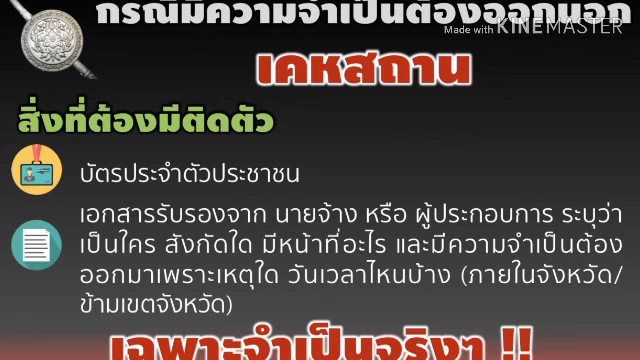 กรณีมีความจำเป็นต้องออกนอก
Made with KINEMASTER
เคหสถาน
สิ่งที่ต้องมีติดตัว
บัตรประจำตัวประชาชน
เอกสารรับรองจาก นายจ้าง หรือ ผู้ประกอบการ ระบุว่า
เป็นใคร สังกัดใด มีหน้าที่อะไร และมีความจำเป็นต้อง
ออกมาเพราะเหตุใด วันเวลาไหนบ้าง (ภายในจังหวัด/
ข้ามเขตจังหวัด)
เฉพาะจำเป็นจริงๆ !!